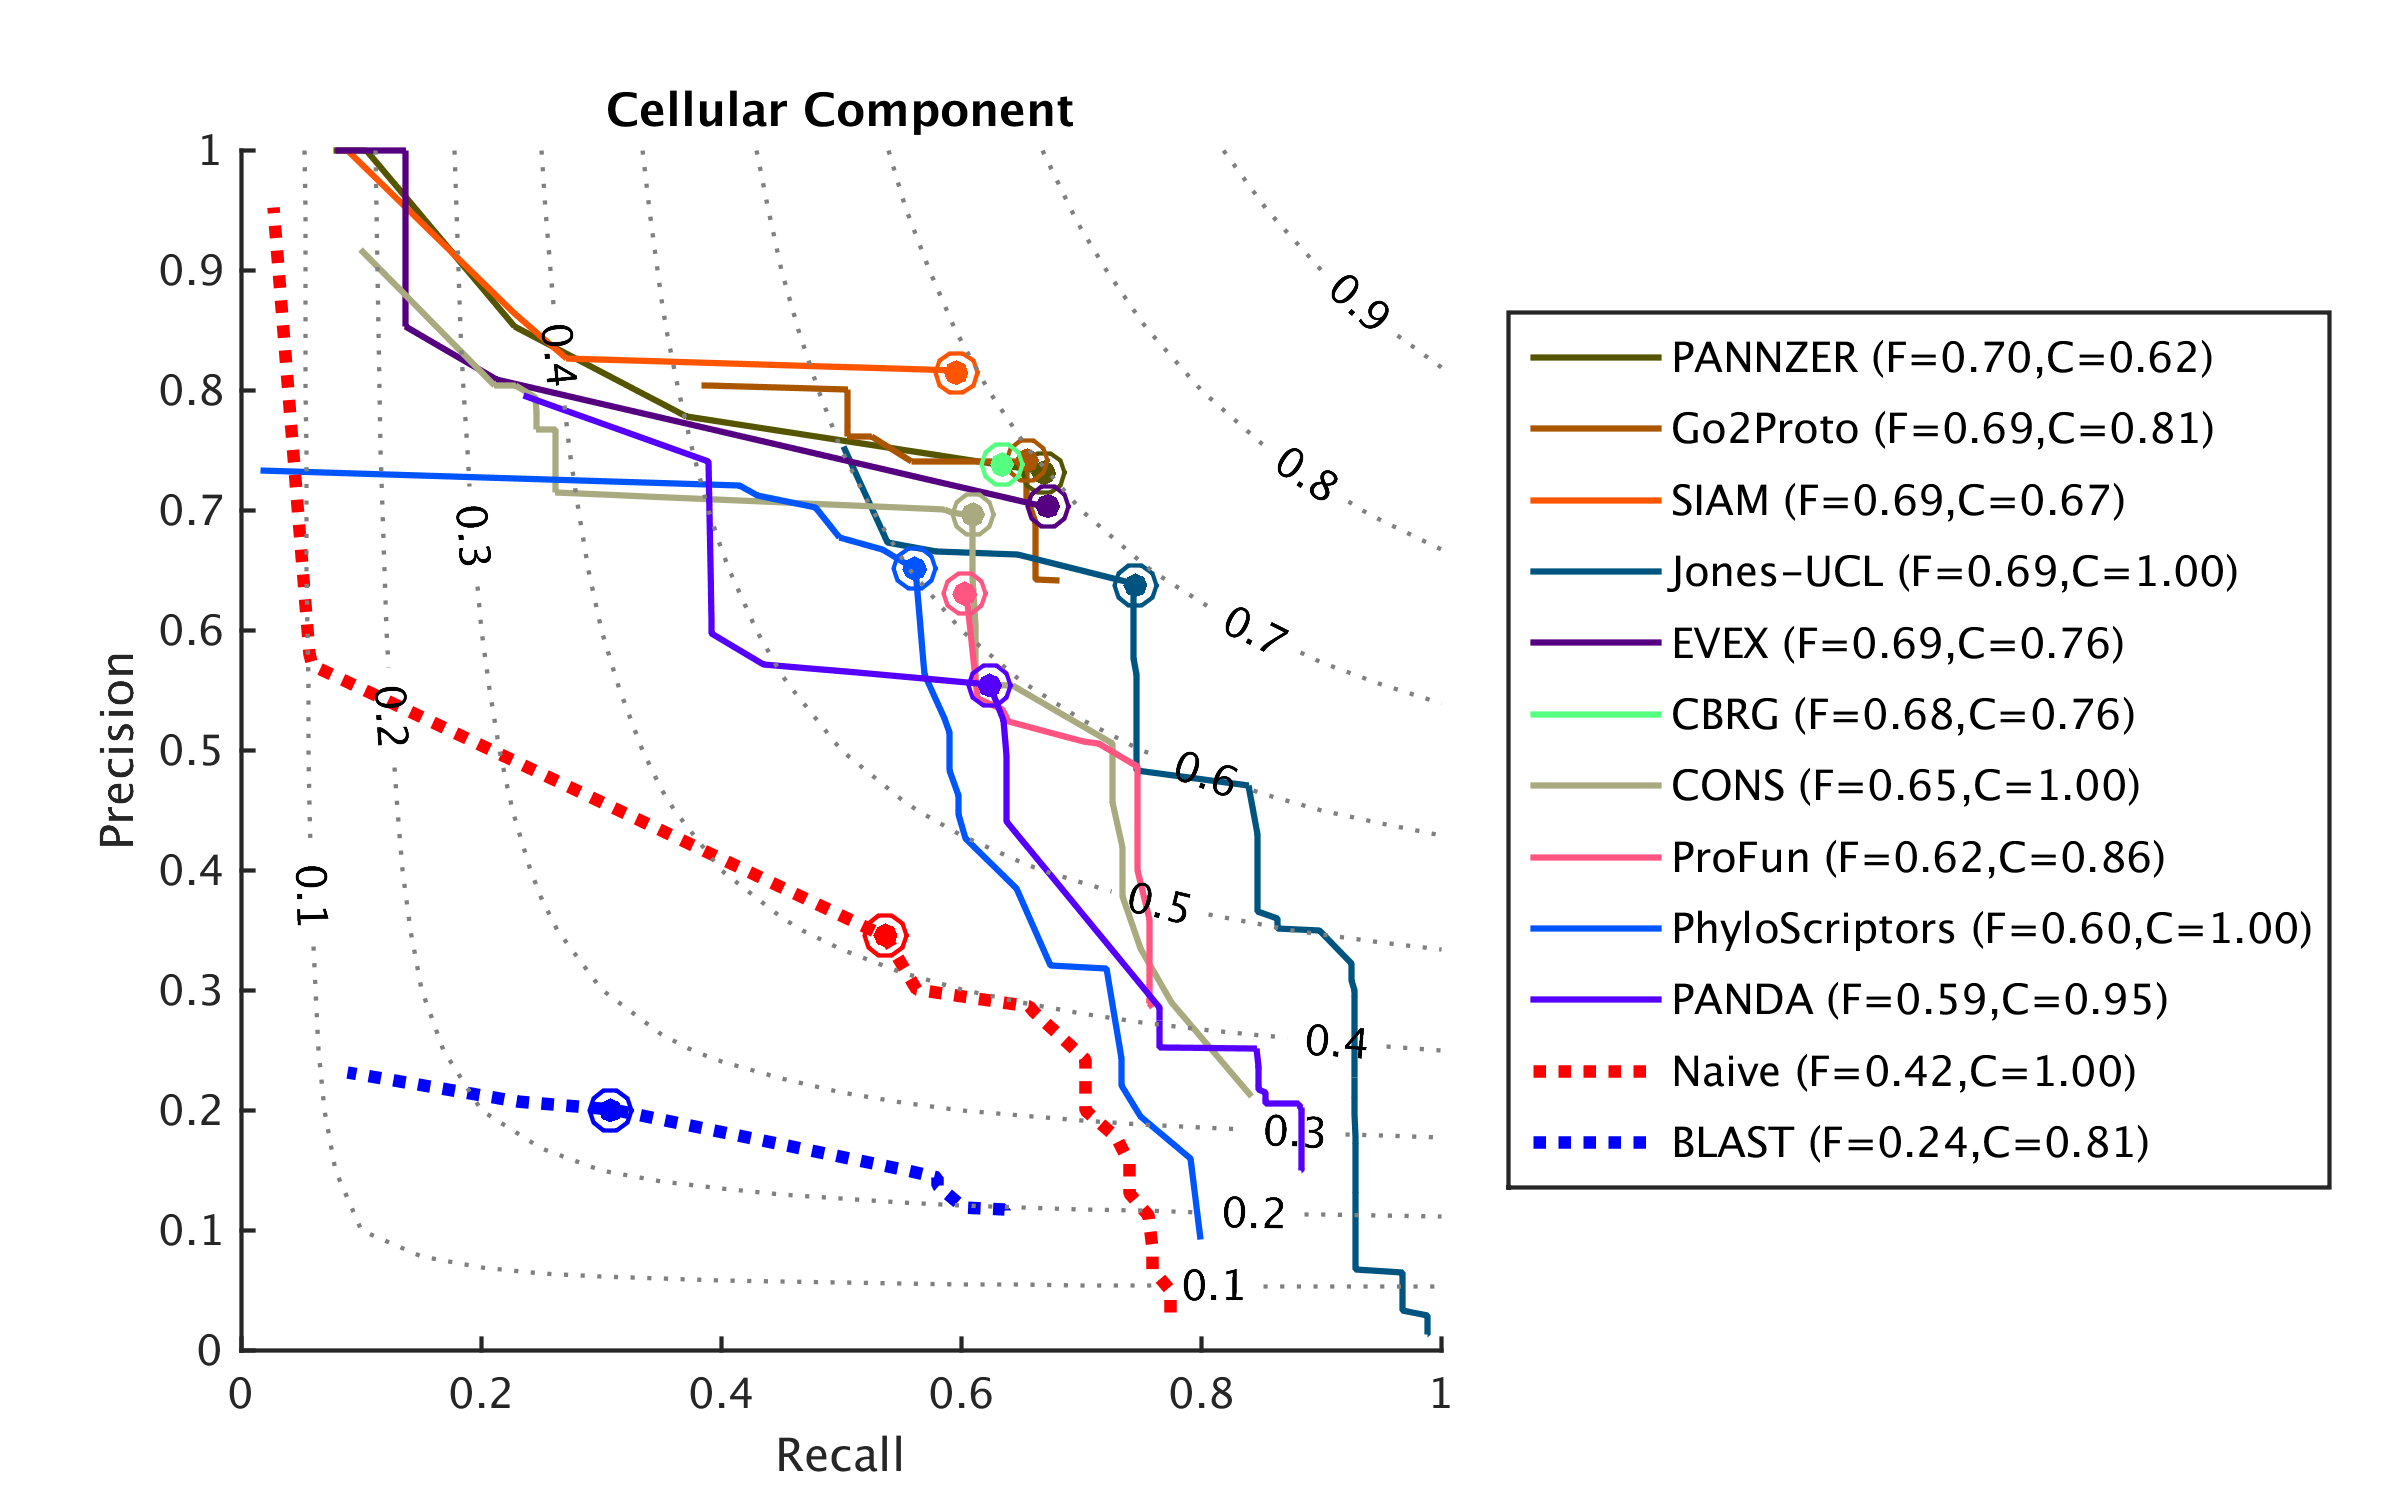 Cellular Component
Precision
1
0.9
0.8
0.7
0.6
0.5
0.4
0.3
0.2
0.1
0
0
0.2
0.4
0.6
0.8
1
Recall
0.1
0.2
0.3
0.4
0.9
0.8
0.7
0.6
0.5
0.4
0.3
0.2
0.1
PANNZER (F=0.70,C=0.62)
Go2Proto (F=0.69,C=0.81)
SIAM (F=0.69,C=0.67)
Jones-UCL (F=0.69,C=1.00)
EVEX (F=0.69,C=0.76)
CBRG (F=0.68,C=0.76)
CONS (F=0.65,C=1.00)
ProFun (F=0.62,C=0.86)
PhyloScriptors (F=0.60,C=1.00)
PANDA (F=0.59,C=0.95)
Naive (F=0.42,C=1.00)
BLAST (F=0.24,C=0.81)